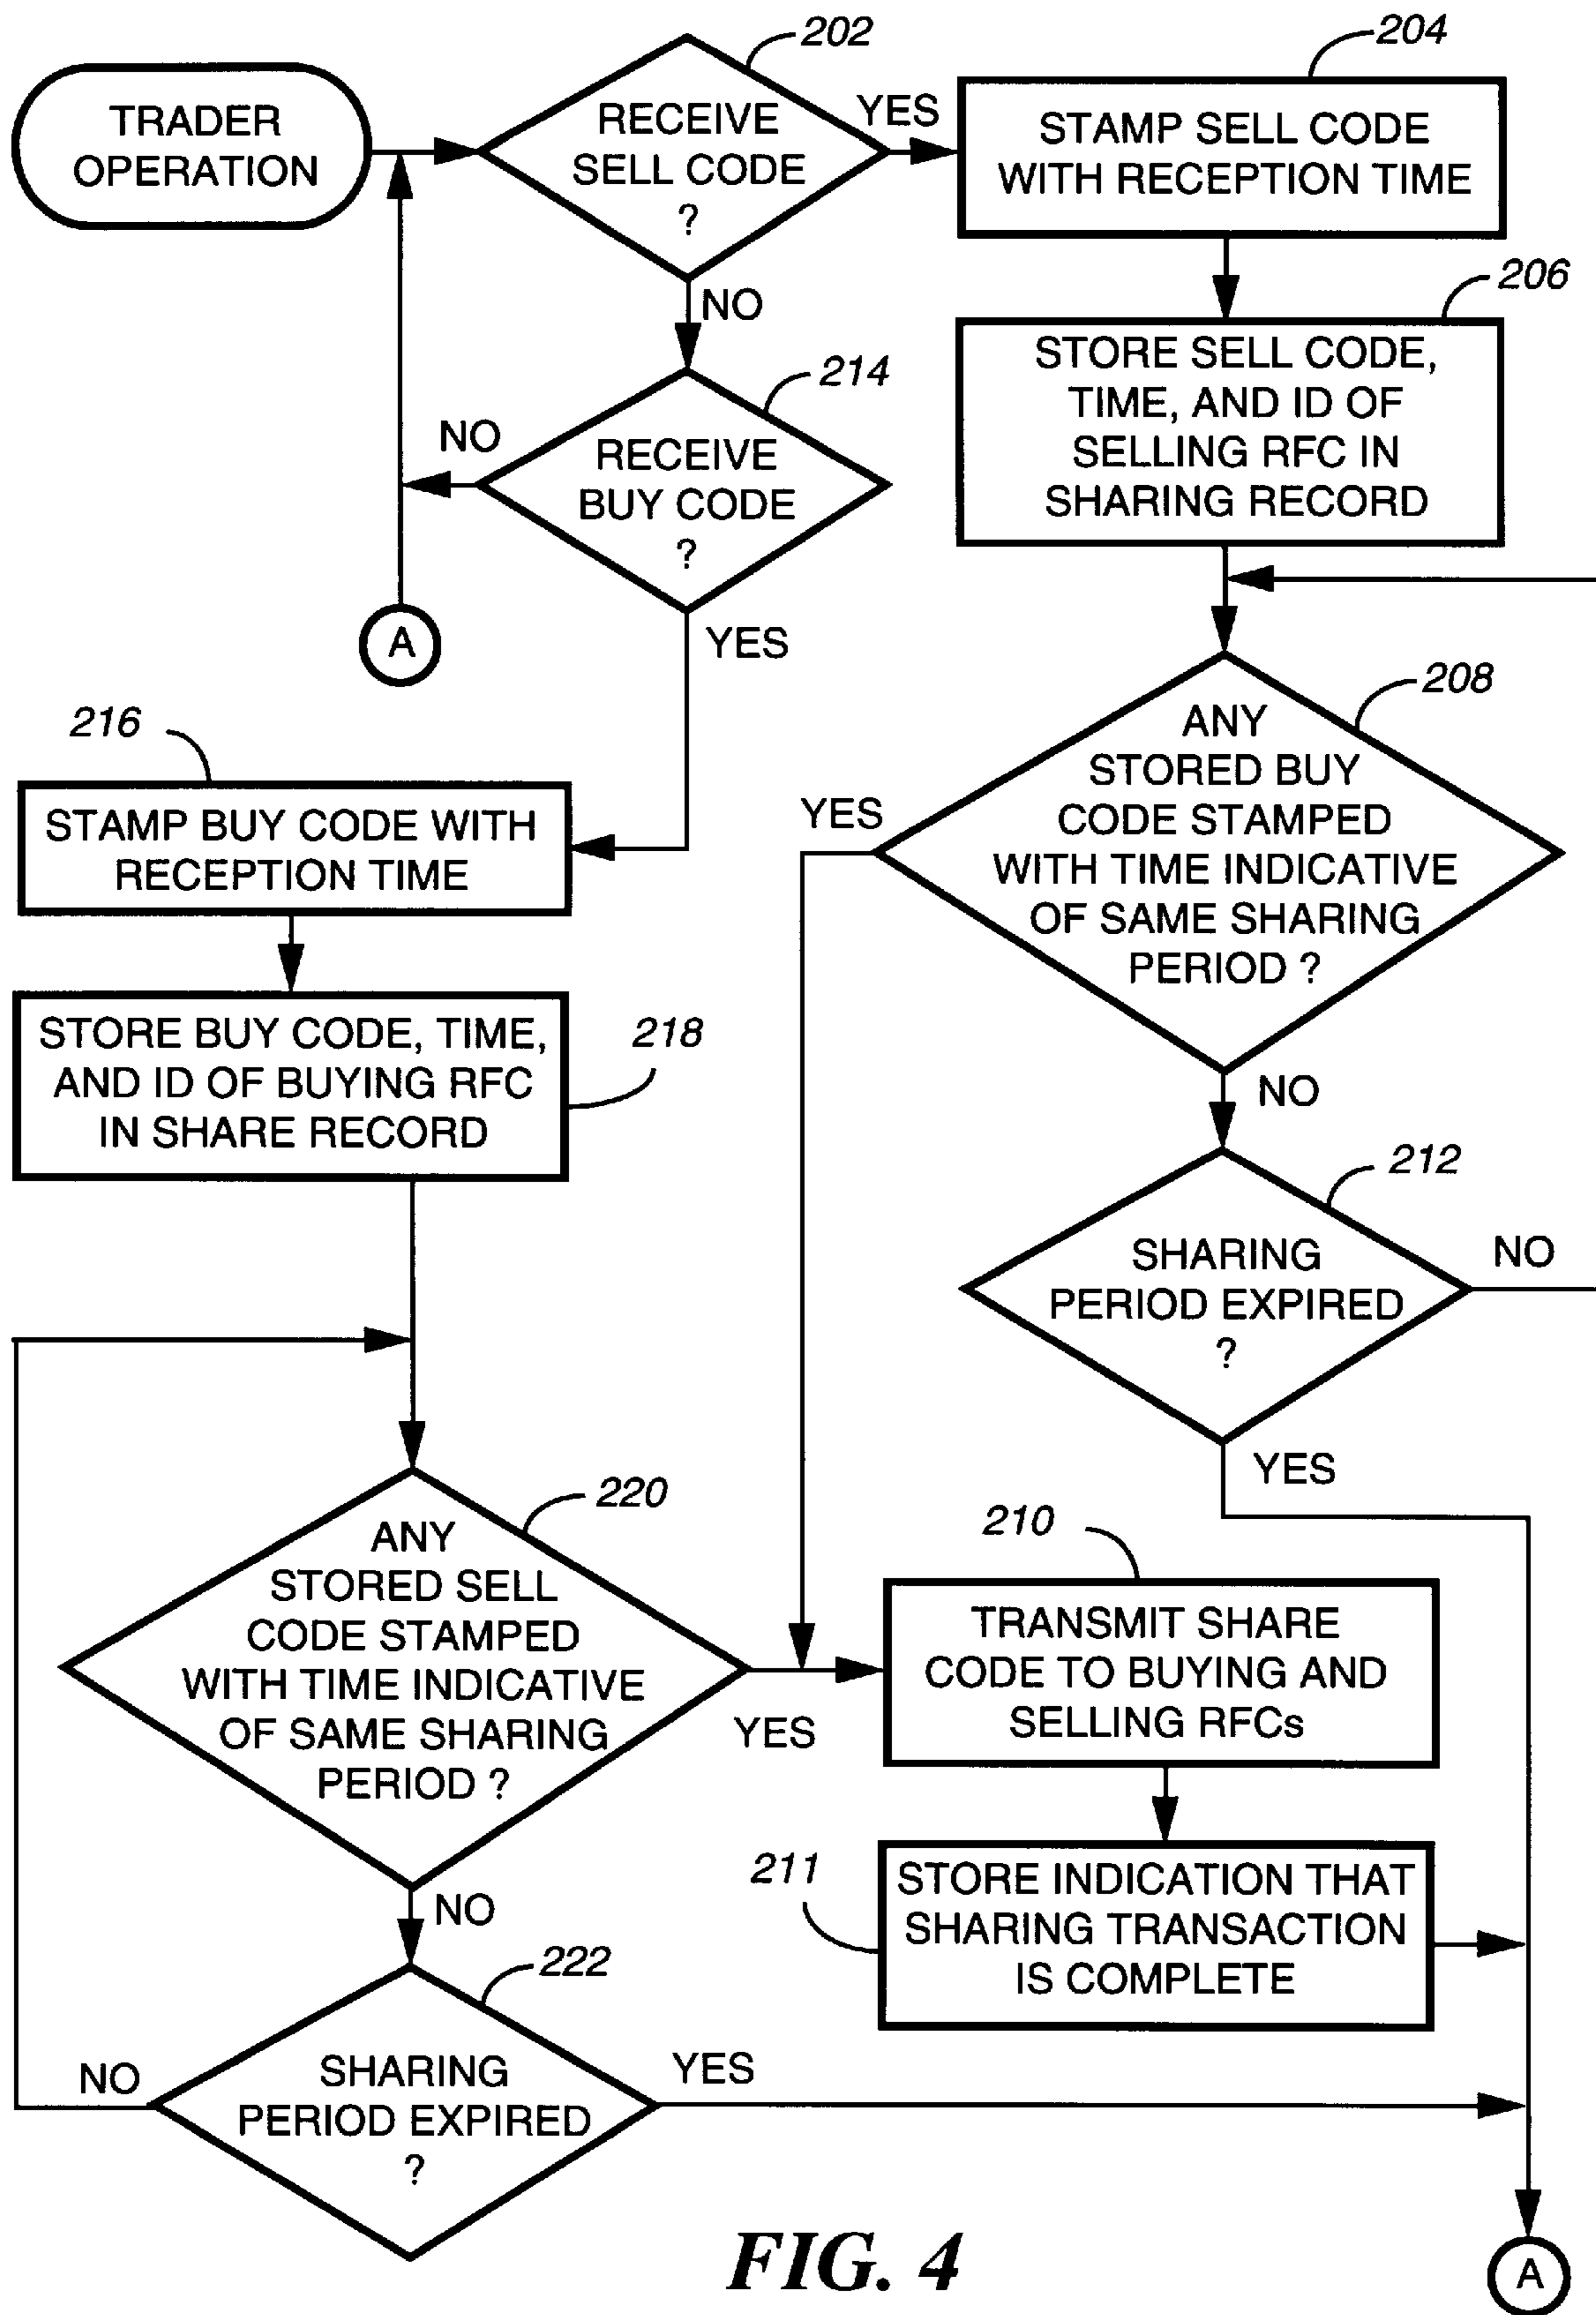 TRADER
OPERATION
202
RECEIVE
SELL CODE
?
YES
204
STAMP SELL CODE
WITH RECEPTION TIME
NO
206
STORE SELL CODE,
TIME, AND ID OF
SELLING RFC IN
SHARING RECORD
214
RECEIVE
BUY CODE
?
NO
YES
A
216
STAMP BUY CODE WITH
RECEPTION TIME
218
STORE BUY CODE, TIME,
AND ID OF BUYING RFC
IN SHARE RECORD
208
ANY
STORED BUY
CODE STAMPED
WITH TIME INDICATIVE
OF SAME SHARING
PERIOD ?
YES
NO
212
SHARING
PERIOD EXPIRED
?
NO
YES
220
ANY
STORED SELL
CODE STAMPED
WITH TIME INDICATIVE
OF SAME SHARING
PERIOD ?
YES
NO
210
TRANSMIT SHARE
CODE TO BUYING AND
SELLING RFCs
211
STORE INDICATION THAT
SHARING TRANSACTION
IS COMPLETE
222
SHARING
PERIOD EXPIRED
?
NO
YES
A
FIG. 4